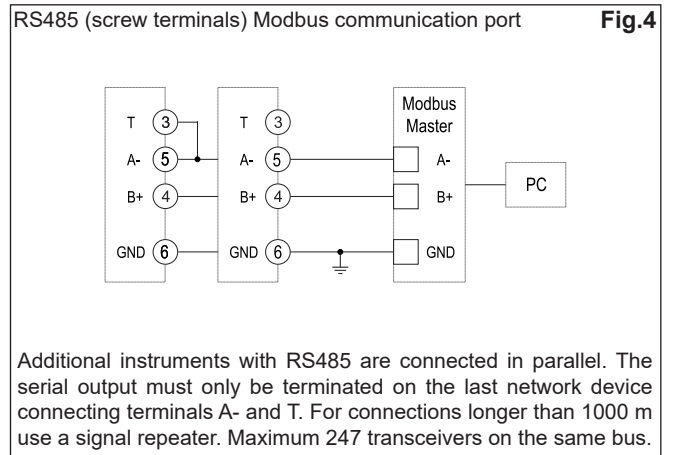 RS485 (screw terminals) Modbus communication port Fig.4
T 3 T 3 Modbus
Master
A- 5 A- 5 A-
B+ 4 B+ 4 B+ PC
GND 6 GND 6 GND
Additional instruments with RS485 are connected in parallel. The
serial output must only be terminated on the last network device
connecting terminals A- and T. For connections longer than 1000 m
use a signal repeater. Maximum 247 transceivers on the same bus.